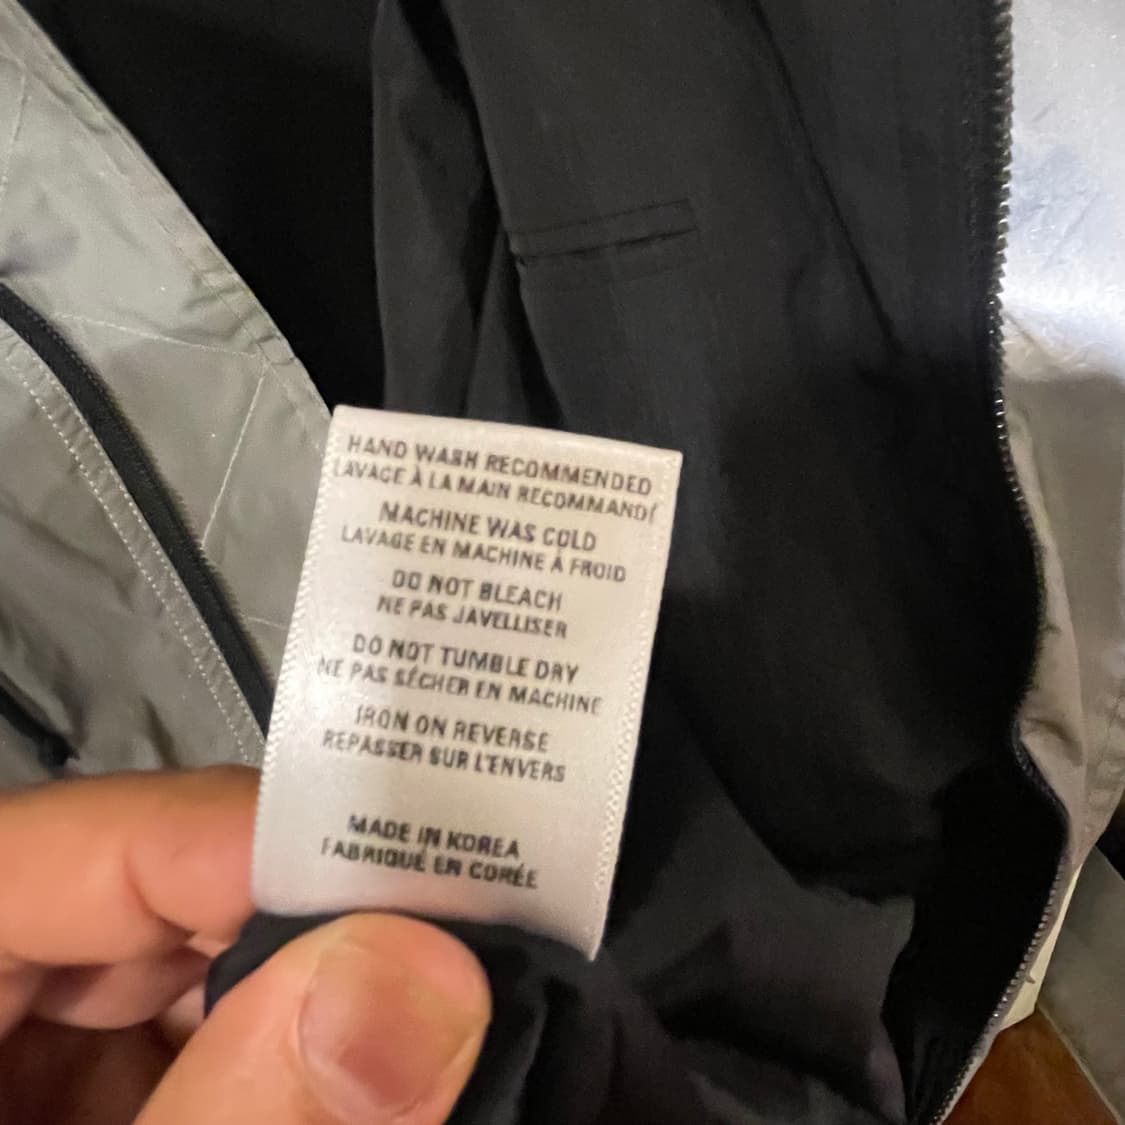 HAND WASH RECOMMENDED
LAVAGE À LA MAIN RECOMMANDÉ
MACHINE WAS COLD
LAVAGE EN MACHINE À FROID
DO NOT BLEACH
NE PAS JAVELLISER
DO NOT TUMBLE DRY
NE PAS SÉCHER EN MACHINE
IRON ON REVERSE
REPASSER SUR L'ENVERS
MADE IN KOREA
FABRIQUÉ EN CORÉE